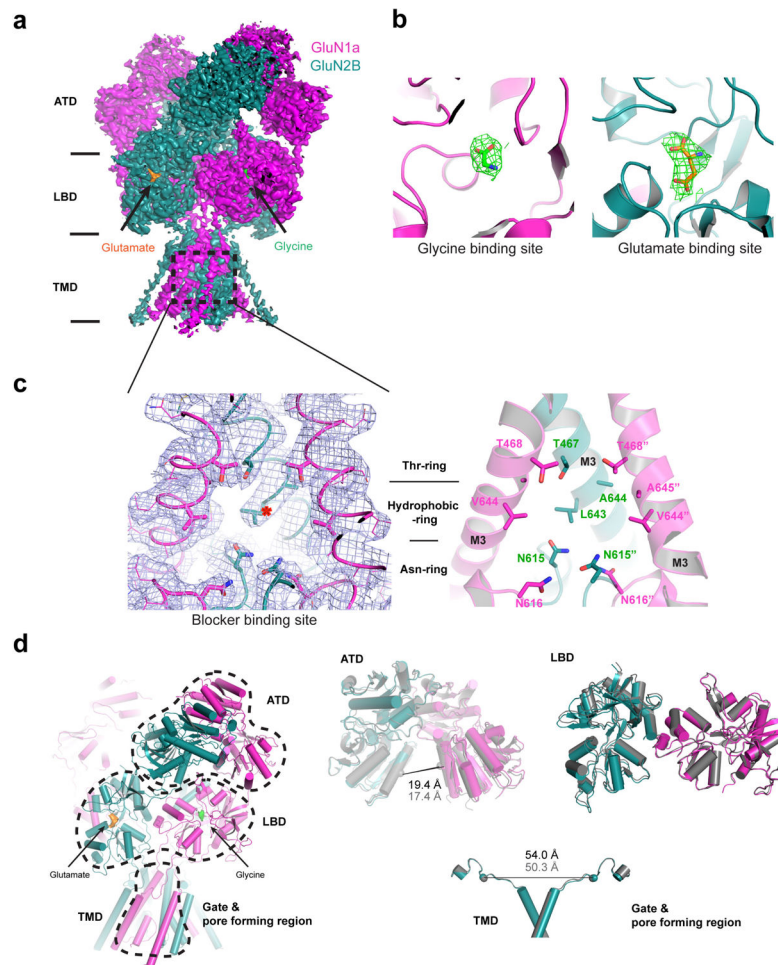 a
GluN1a
GluN2B
ATD
LBD
Glutamate
Glycine
TMD
b
Glycine binding site
Glutamate binding site
c
Blocker binding site
Thr-ring
Hydrophobic
-ring
Asn-ring
T468
T467
T468”
M3
A645”
V644
A644
L643
V644”
M3
N615
N615”
M3
N616
N616”
d
ATD
LBD
Glutamate
Glycine
TMD
Gate &
pore forming region
ATD
19.4 Å
17.4 Å
LBD
54.0 Å
50.3 Å
TMD
Gate &
pore forming region